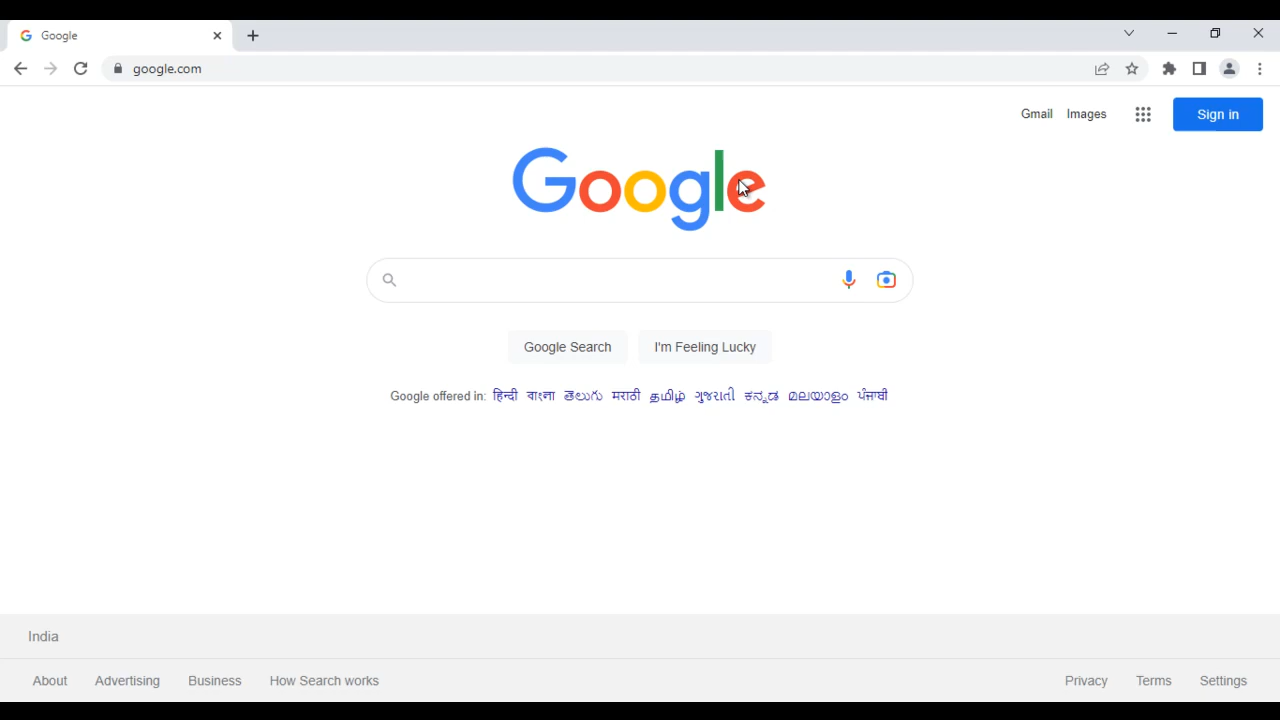 Google
google.com
Gmail Images Sign in
Google
Google Search I'm Feeling Lucky
Google offered in: हिन्दी বাংলা తెలుగు मराठी தமிழ் ગુજરાતી ಕನ್ನಡ മലയാളം ਪੰਜਾਬੀ
India
About Advertising Business How Search works Privacy Terms Settings